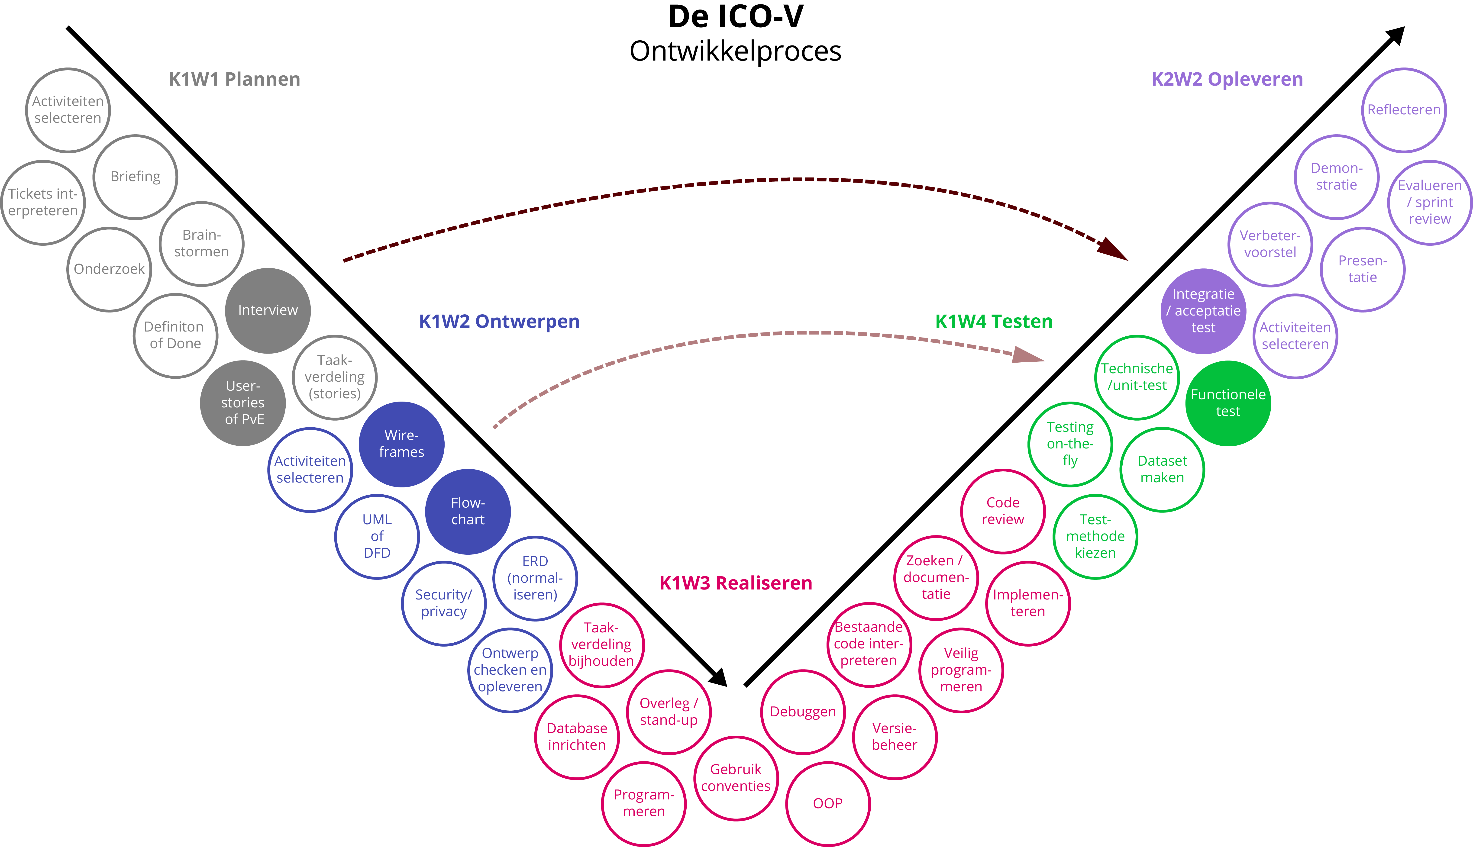 De ICO-V
Ontwikkelproces
K1W1 Plannen
Activiteiten
selecteren
Briefing
Tickets int-
erpreteren
Brain-
stormen
Onderzoek
Interview
Definiton
of Done
Taak-
verdeling
(stories)
User-
stories
of PvE
K1W2 Ontwerpen
Wire-
frames
Activiteiten
selecteren
Flow-
chart
UML
of
DFD
ERD
(normal-
iseren)
Security/
privacy
Ontwerp
checken en
opleveren
K1W3 Realiseren
Taak-
verdeling
bijhouden
Overleg /
stand-up
Database
inrichten
Gebruik
conventies
Program-
meren
OOP
Debuggen
Versie-
beheer
Bestaande
code inter-
preteren
Veilig
program-
meren
Zoeken /
documen-
tatie
Implemen-
teren
Code
review
K1W4 Testen
Test-
methode
kiezen
Testing
on-the-
fly
Dataset
maken
Technische
/unit-test
Functionele
test
K2W2 Opleveren
Integratie
/ acceptatie
test
Activiteiten
selecteren
Verbeter-
voorstel
Presen-
tatie
Demon-
stratie
Evalueren
/ sprint
review
Reflecteren